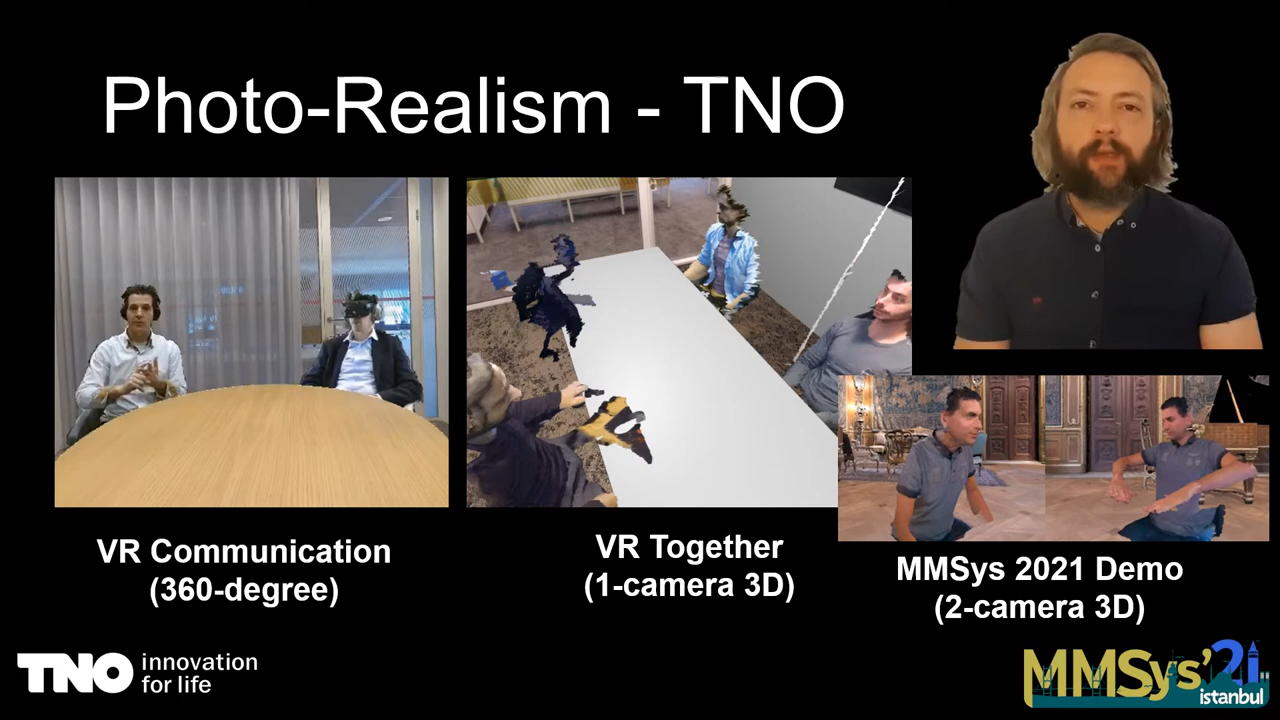 Photo-Realism - TNO
VR Communication
(360-degree)
VR Together
(1-camera 3D)
MMSys 2021 Demo
(2-camera 3D)
TNO innovation
for life
MMSys'21
istanbul